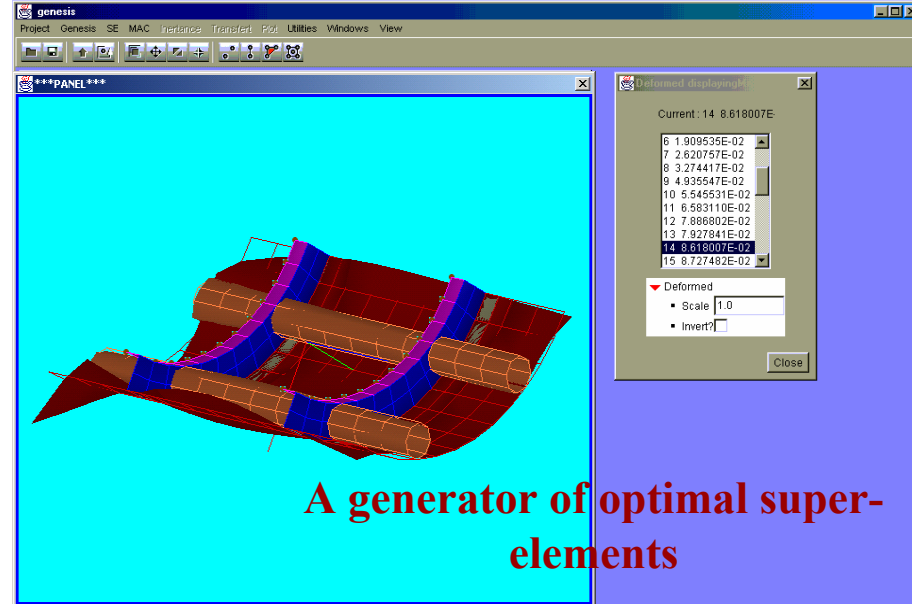 genesis
Project Genesis SE MAC Inertance Transfert Plot Utilities Windows View
***PANEL***
Deformed displaying
Current : 14 8.618007E-
6 1.909535E-02
7 2.620757E-02
8 3.274417E-02
9 4.935547E-02
10 5.545531E-02
11 6.583110E-02
12 7.886802E-02
13 7.927841E-02
14 8.618007E-02
15 8.727482E-02
Deformed
Scale 1.0
Invert?
Close
A generator of optimal super-
elements